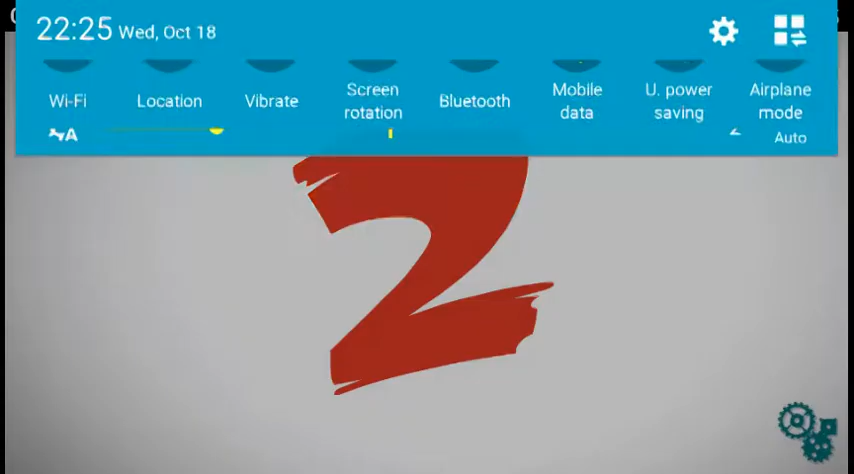 22:25 Wed, Oct 18
Wi-Fi
Location
Vibrate
Screen
rotation
Bluetooth
Mobile
data
U. power
saving
Airplane
mode
A
Auto
2